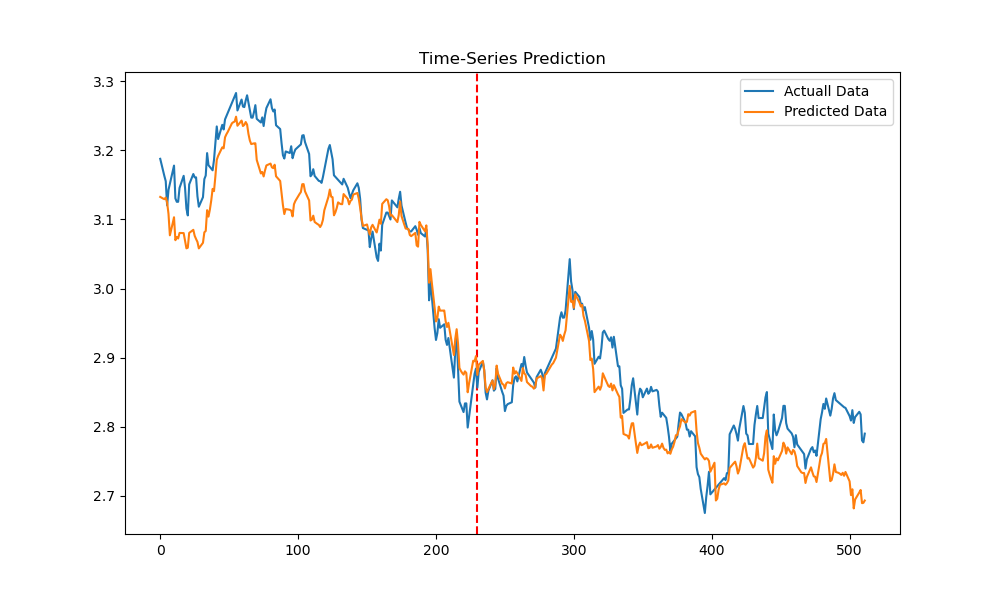 Time-Series Prediction
Actuall Data
Predicted Data
3.3
3.2
3.1
3.0
2.9
2.8
2.7
0 100 200 300 400 500